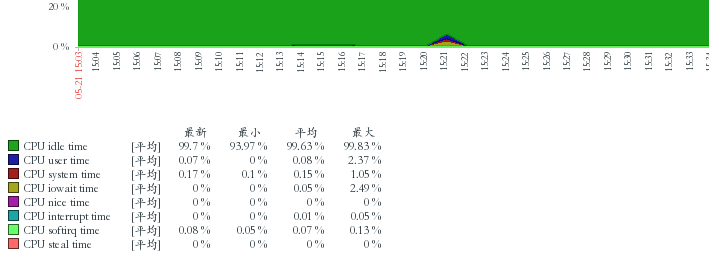 20 %
0 %
05-21 15:03 15:04 15:05 15:06 15:07 15:08 15:09 15:10 15:11 15:12 15:13 15:14 15:15 15:16 15:17 15:18 15:19 15:20 15:21 15:22 15:23 15:24 15:25 15:26 15:27 15:28 15:29 15:30 15:31 15:32 15:33
最新 最小 平均 最大
CPU idle time [平均] 99.7 % 93.97 % 99.63 % 99.83 %
CPU user time [平均] 0.07 % 0 % 0.08 % 2.37 %
CPU system time [平均] 0.17 % 0.1 % 0.15 % 1.05 %
CPU iowait time [平均] 0 % 0 % 0.05 % 2.49 %
CPU nice time [平均] 0 % 0 % 0 % 0 %
CPU interrupt time [平均] 0 % 0 % 0.01 % 0.05 %
CPU softirq time [平均] 0.08 % 0.05 % 0.07 % 0.13 %
CPU steal time [平均] 0 % 0 % 0 % 0 %